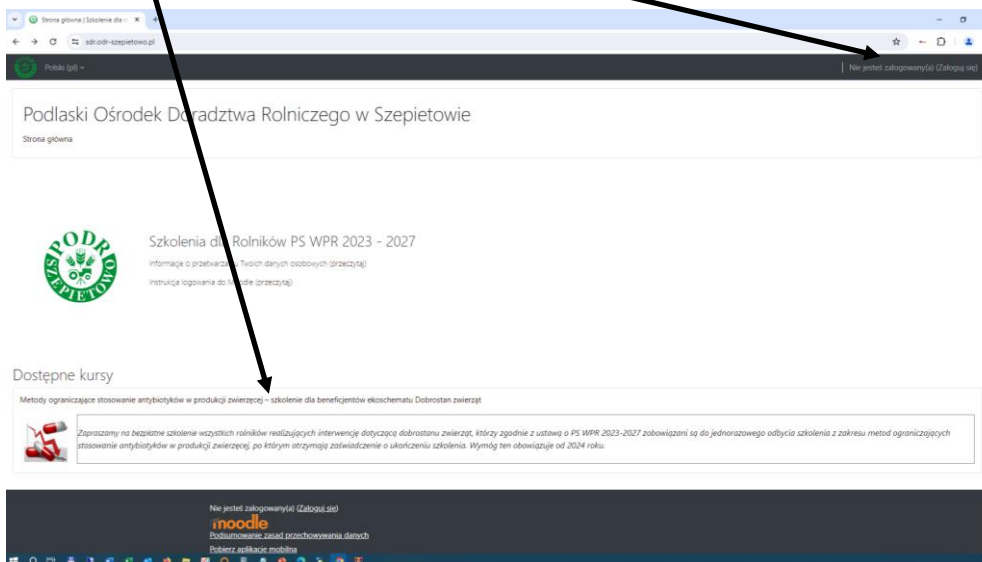 Strona główna | Szkolenie dla
sdr.odr-szepietowo.pl
Polski (pl)
Nie jesteś zalogowany(a) (Zaloguj się)
Podlaski Ośrodek Doradztwa Rolniczego w Szepietowie
Strona główna
PODR
SZEPIETOWO
Szkolenia dla Rolników PS WPR 2023 - 2027
Informacje o przetwarzaniu Twoich danych osobowych (przeczytaj)
Instrukcja logowania do Moodle (przeczytaj)
Dostępne kursy
Metody ograniczające stosowanie antybiotyków w produkcji zwierzęcej – szkolenie dla beneficjentów ekoschematu Dobrostan zwierząt
Zapraszamy na bezpłatne szkolenie wszystkich rolników realizujących interwencję dotyczącą dobrostanu zwierząt, którzy zgodnie z ustawą o PS WPR 2023-2027 zobowiązani są do jednorazowego odbycia szkolenia z zakresu metod ograniczających
stosowanie antybiotyków w produkcji zwierzęcej, po którym otrzymają zaświadczenie o ukończeniu szkolenia. Wymóg ten obowiązuje od 2024 roku.
Nie jesteś zalogowany(a) (Zaloguj się)
moodle
Podsumowanie zasad przechowywania danych
Pobierz aplikację mobilną